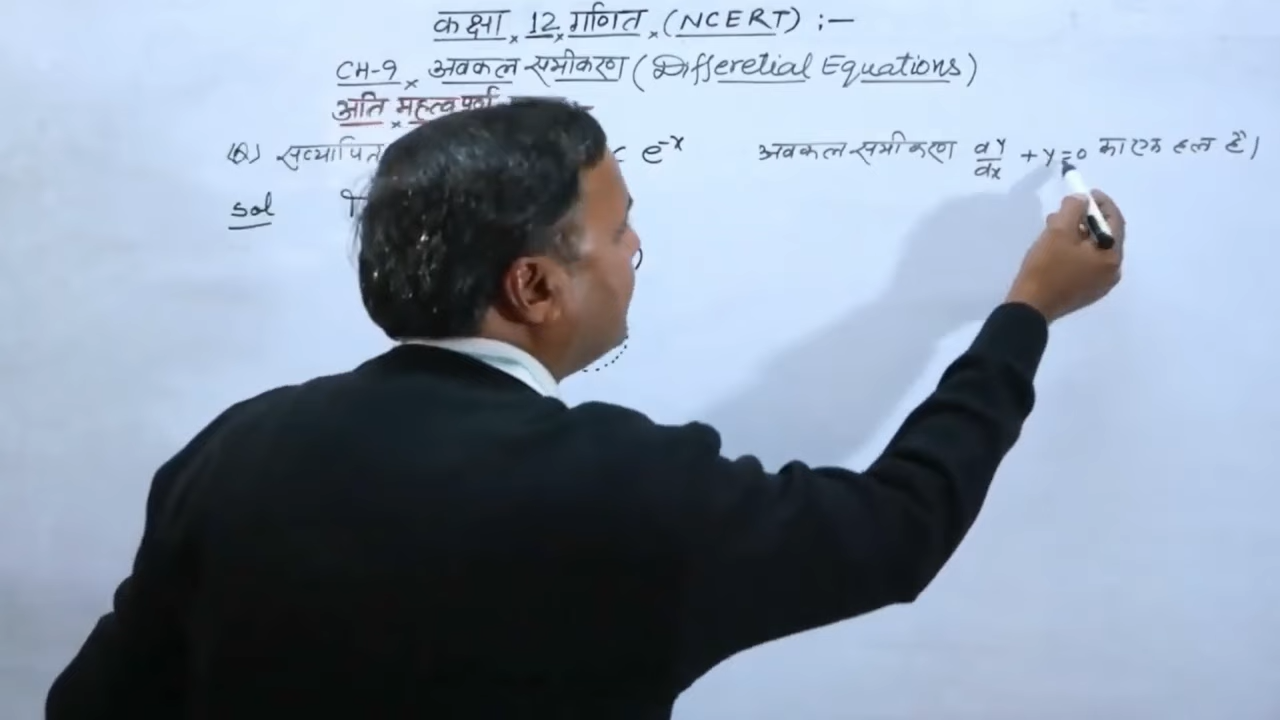 कक्षा 12 गणित (NCERT) :—
CH-9 अवकल समीकरण ( Differetial Equations )
अति महत्वपूर्ण
(Q) सत्यापित e^-x अवकल समीकरण dy/dx + y = 0 का एक हल है।
sol